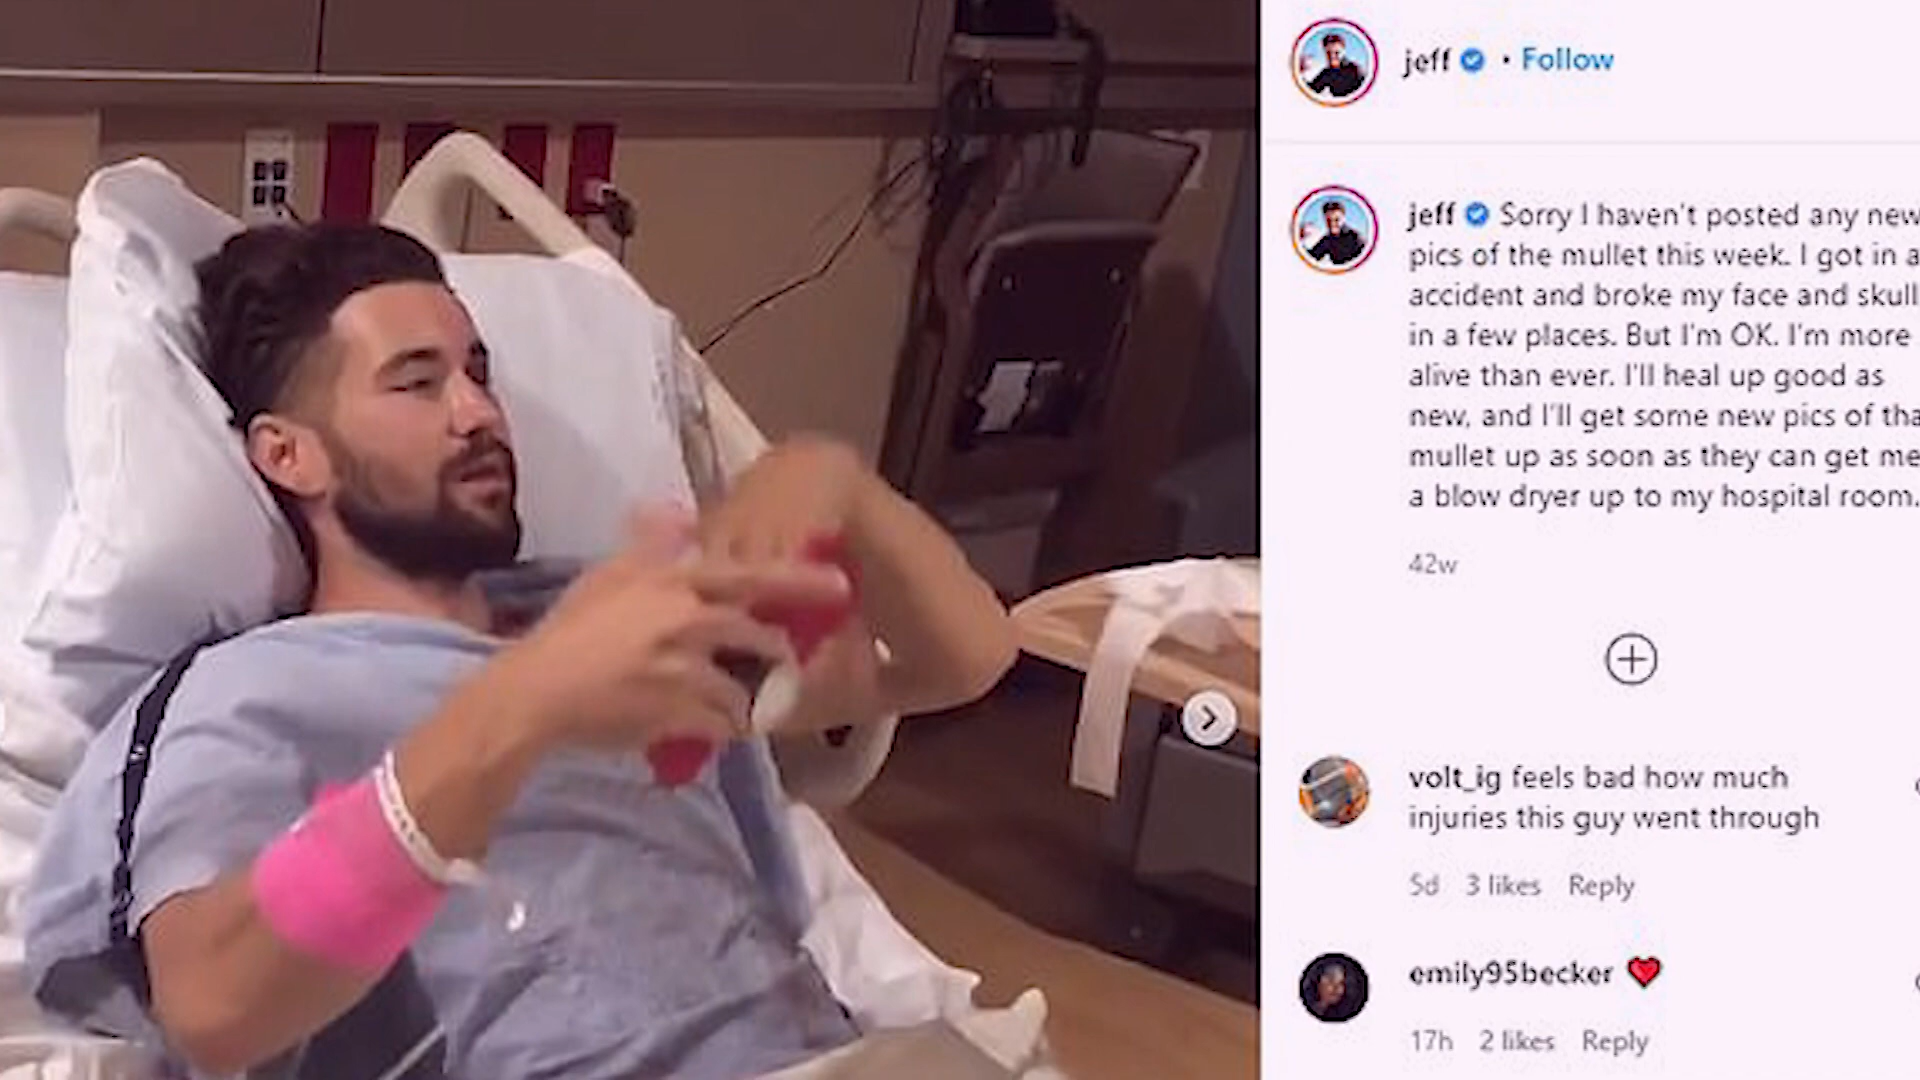 jeff • Follow
jeff Sorry I haven't posted any new
pics of the mullet this week. I got in a
accident and broke my face and skull
in a few places. But I'm OK. I'm more
alive than ever. I'll heal up good as
new, and I'll get some new pics of tha
mullet up as soon as they can get me
a blow dryer up to my hospital room.
42w
volt_ig feels bad how much
injuries this guy went through
5d 3 likes Reply
emily95becker ❤️
17h 2 likes Reply